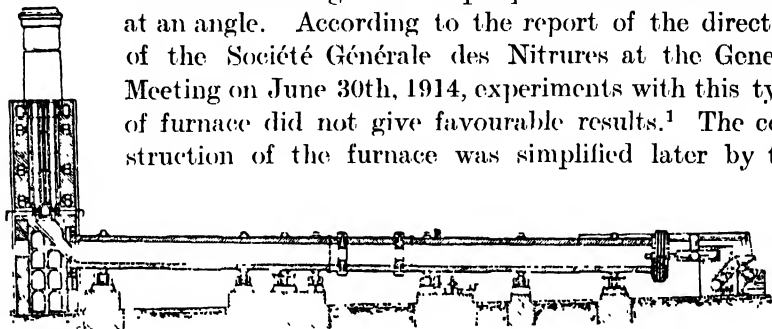 at an angle. According to the report of the direct
of the Société Générale des Nitrures at the Gene
Meeting on June 30th, 1914, experiments with this ty
of furnace did not give favourable results.¹ The co
struction of the furnace was simplified later by t